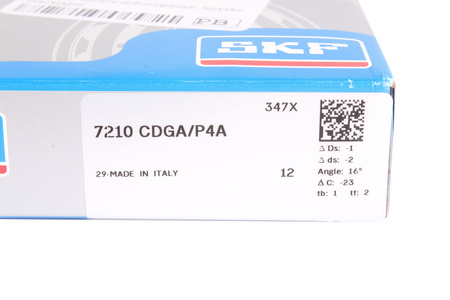 PB
SKF
347X
7210 CDGA/P4A
29-MADE IN ITALY
12
Δ Ds: -1
Δ ds: -2
Angle: 16°
Δ C: -23
tb: 1 tf: 2